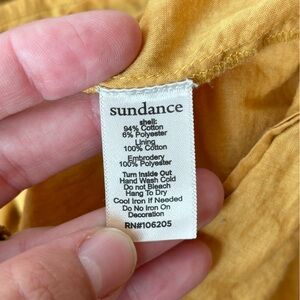 sundance
shell:
94% Cotton
6% Polyester
Lining
100% Cotton
Embrodery
100% Polyester
Turn Inside Out
Hand Wash Cold
Do not Bleach
Hang To Dry
Cool Iron If Needed
Do No Iron On
Decoration
RN#106205